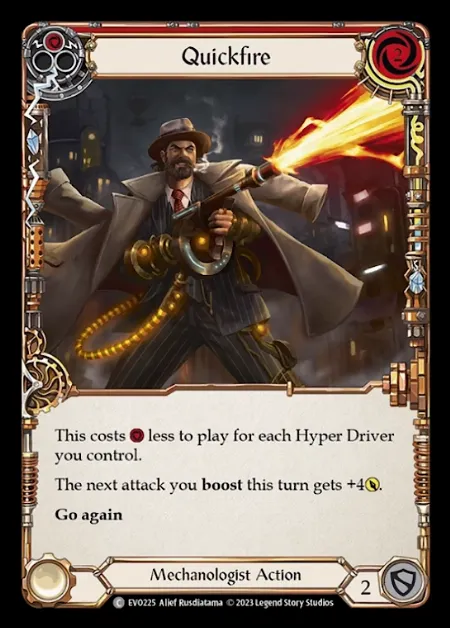 Quickfire
2
This costs less to play for each Hyper Driver
you control.
The next attack you boost this turn gets +4.
Go again
Mechanologist Action
2
C EVO225 Alief Rusdiatama © 2023 Legend Story Studios